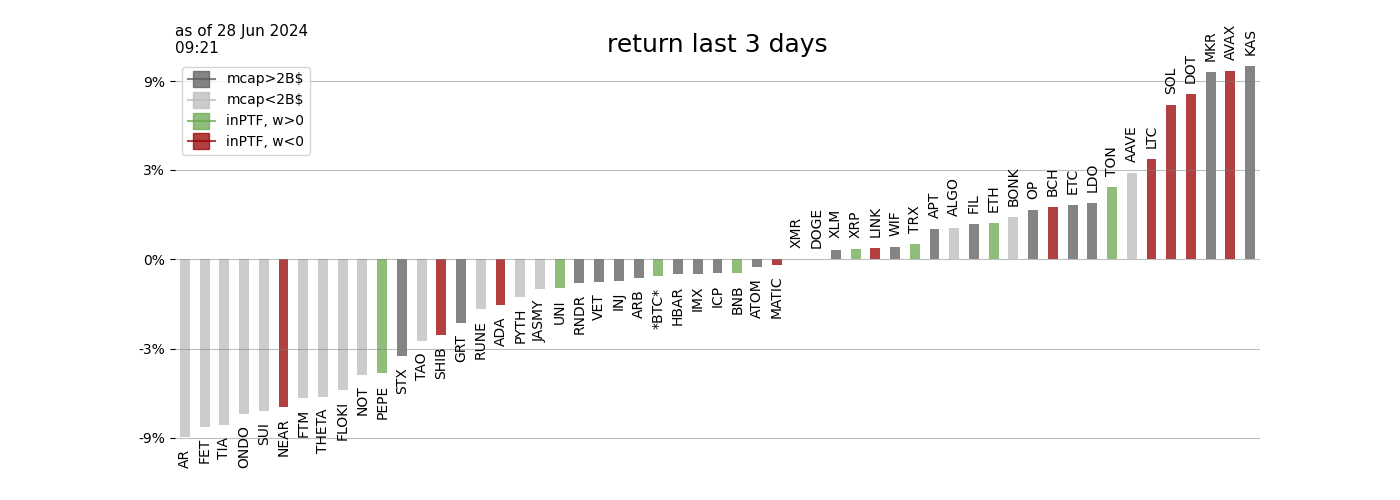 as of 28 Jun 2024
09:21
return last 3 days
mcap>2B$
mcap<2B$
inPTF, w>0
inPTF, w<0
9%
3%
0%
-3%
-9%
AR
FET
TIA
ONDO
SUI
NEAR
FTM
THETA
FLOKI
NOT
PEPE
STX
TAO
SHIB
GRT
RUNE
ADA
PYTH
JASMY
UNI
RNDR
VET
INJ
ARB
*BTC*
HBAR
IMX
ICP
BNB
ATOM
MATIC
XMR
DOGE
XLM
XRP
LINK
WIF
TRX
APT
ALGO
FIL
ETH
BONK
OP
BCH
ETC
LDO
TON
AAVE
LTC
SOL
DOT
MKR
AVAX
KAS